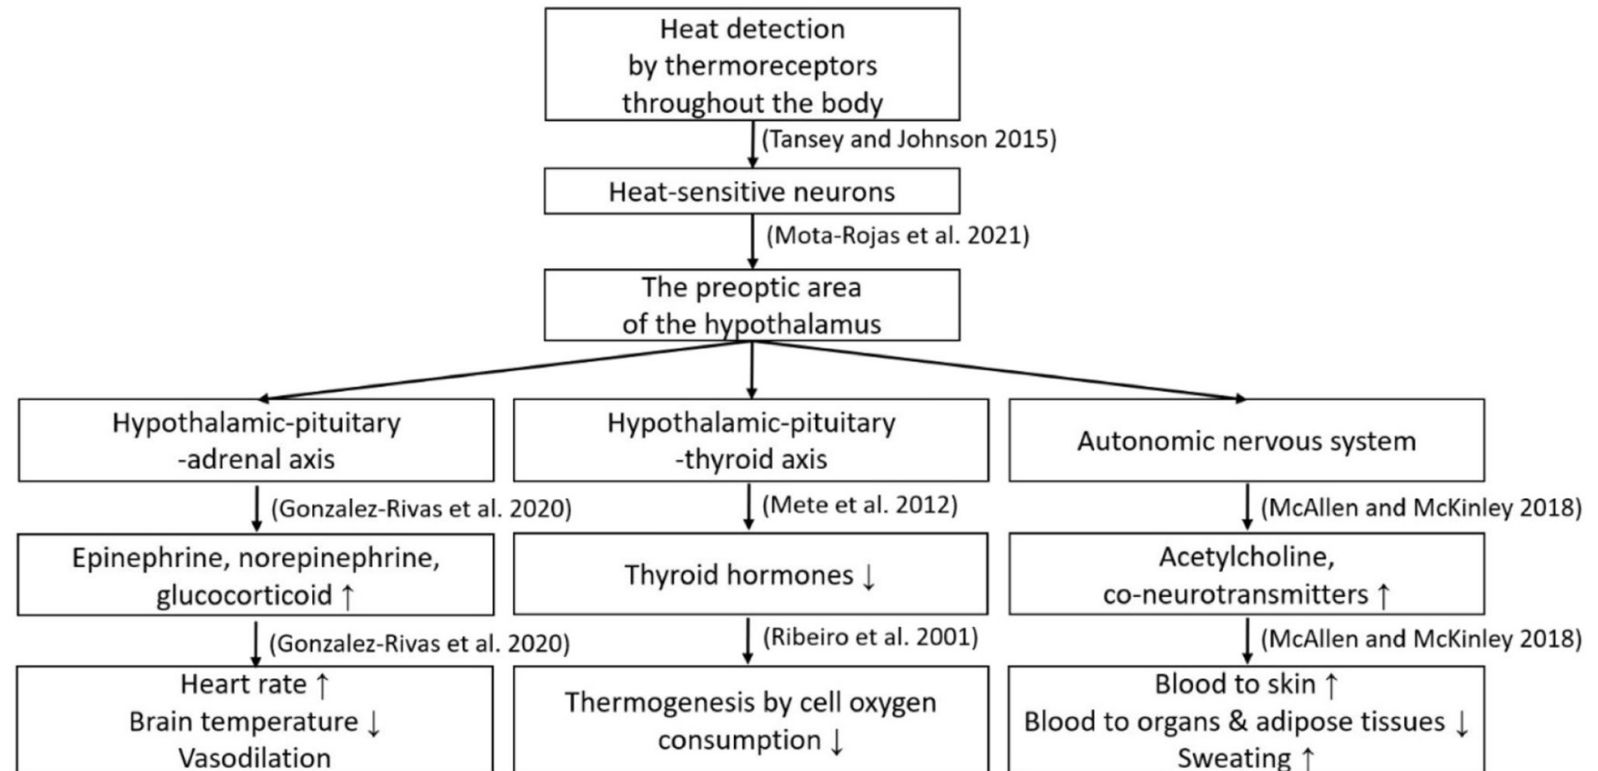 Heat detection
by thermoreceptors
throughout the body
(Tansey and Johnson 2015)
Heat-sensitive neurons
(Mota-Rojas et al. 2021)
The preoptic area
of the hypothalamus
Hypothalamic-pituitary
-adrenal axis
Hypothalamic-pituitary
-thyroid axis
Autonomic nervous system
(Gonzalez-Rivas et al. 2020)
(Mete et al. 2012)
(McAllen and McKinley 2018)
Epinephrine, norepinephrine,
glucocorticoid ↑
Thyroid hormones ↓
Acetylcholine,
co-neurotransmitters ↑
(Gonzalez-Rivas et al. 2020)
(Ribeiro et al. 2001)
(McAllen and McKinley 2018)
Heart rate ↑
Brain temperature ↓
Vasodilation
Thermogenesis by cell oxygen
consumption ↓
Blood to skin ↑
Blood to organs & adipose tissues ↓
Sweating ↑